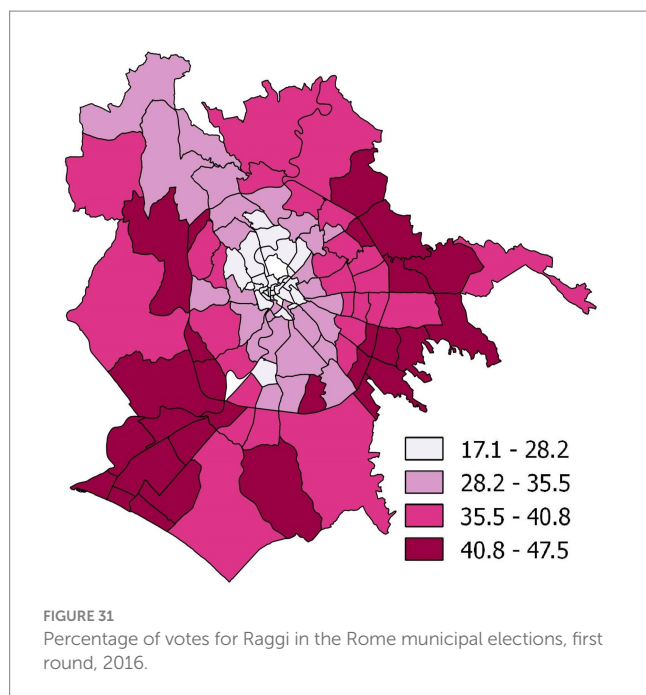 17.1 - 28.2
28.2 - 35.5
35.5 - 40.8
40.8 - 47.5
FIGURE 31
Percentage of votes for Raggi in the Rome municipal elections, first
round, 2016.